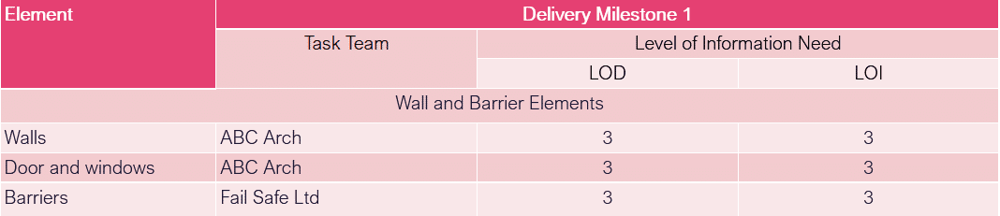 Element Delivery Milestone 1
Task Team Level of Information Need
LOD LOI
Wall and Barrier Elements
Walls ABC Arch 3 3
Door and windows ABC Arch 3 3
Barriers Fail Safe Ltd 3 3